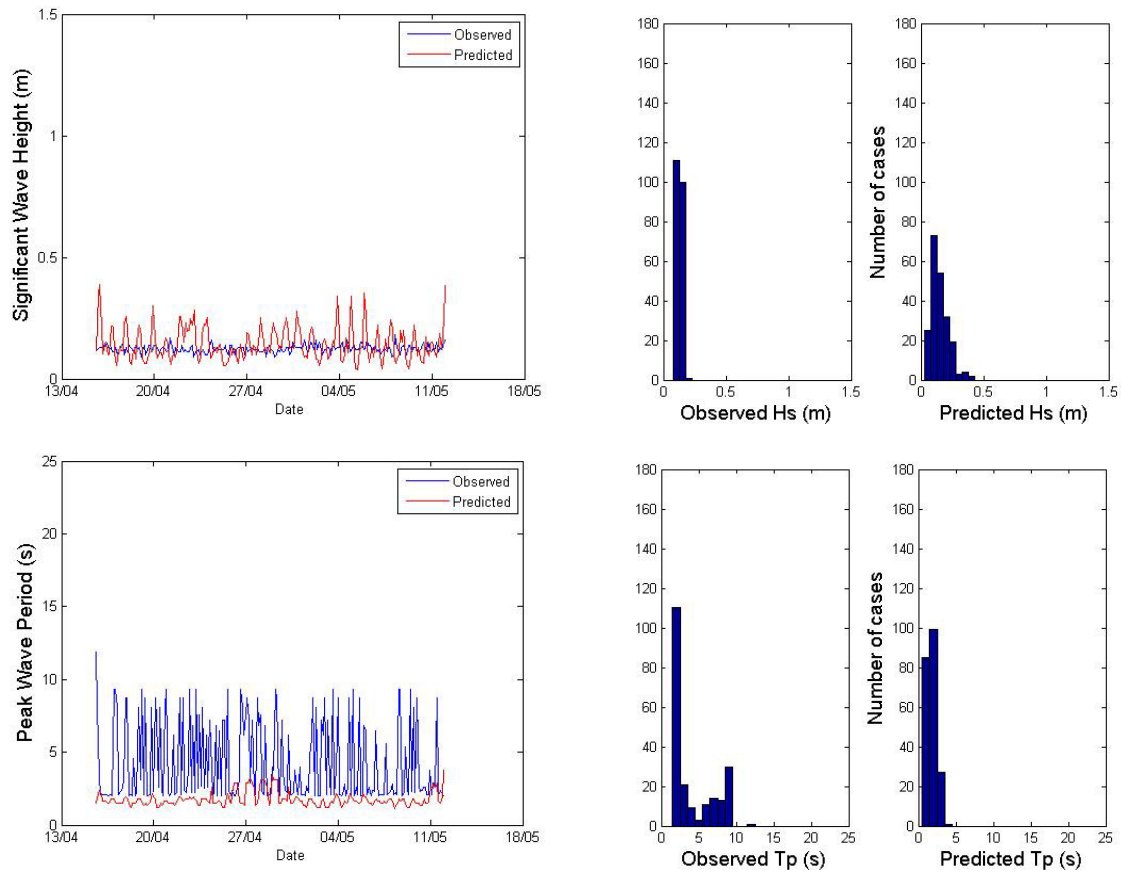 Significant Wave Height (m)
1.5
1
0.5
0
13/04 20/04 27/04 04/05 11/05 18/05
Date
Observed
Predicted
180
160
140
120
100
80
60
40
20
0
0 0.5 1 1.5
Observed Hs (m)
Number of cases
180
160
140
120
100
80
60
40
20
0
0 0.5 1 1.5
Predicted Hs (m)
Peak Wave Period (s)
25
20
15
10
5
0
13/04 20/04 27/04 04/05 11/05 18/05
Date
Observed
Predicted
180
160
140
120
100
80
60
40
20
0
0 5 10 15 20 25
Observed Tp (s)
Number of cases
180
160
140
120
100
80
60
40
20
0
0 5 10 15 20 25
Predicted Tp (s)